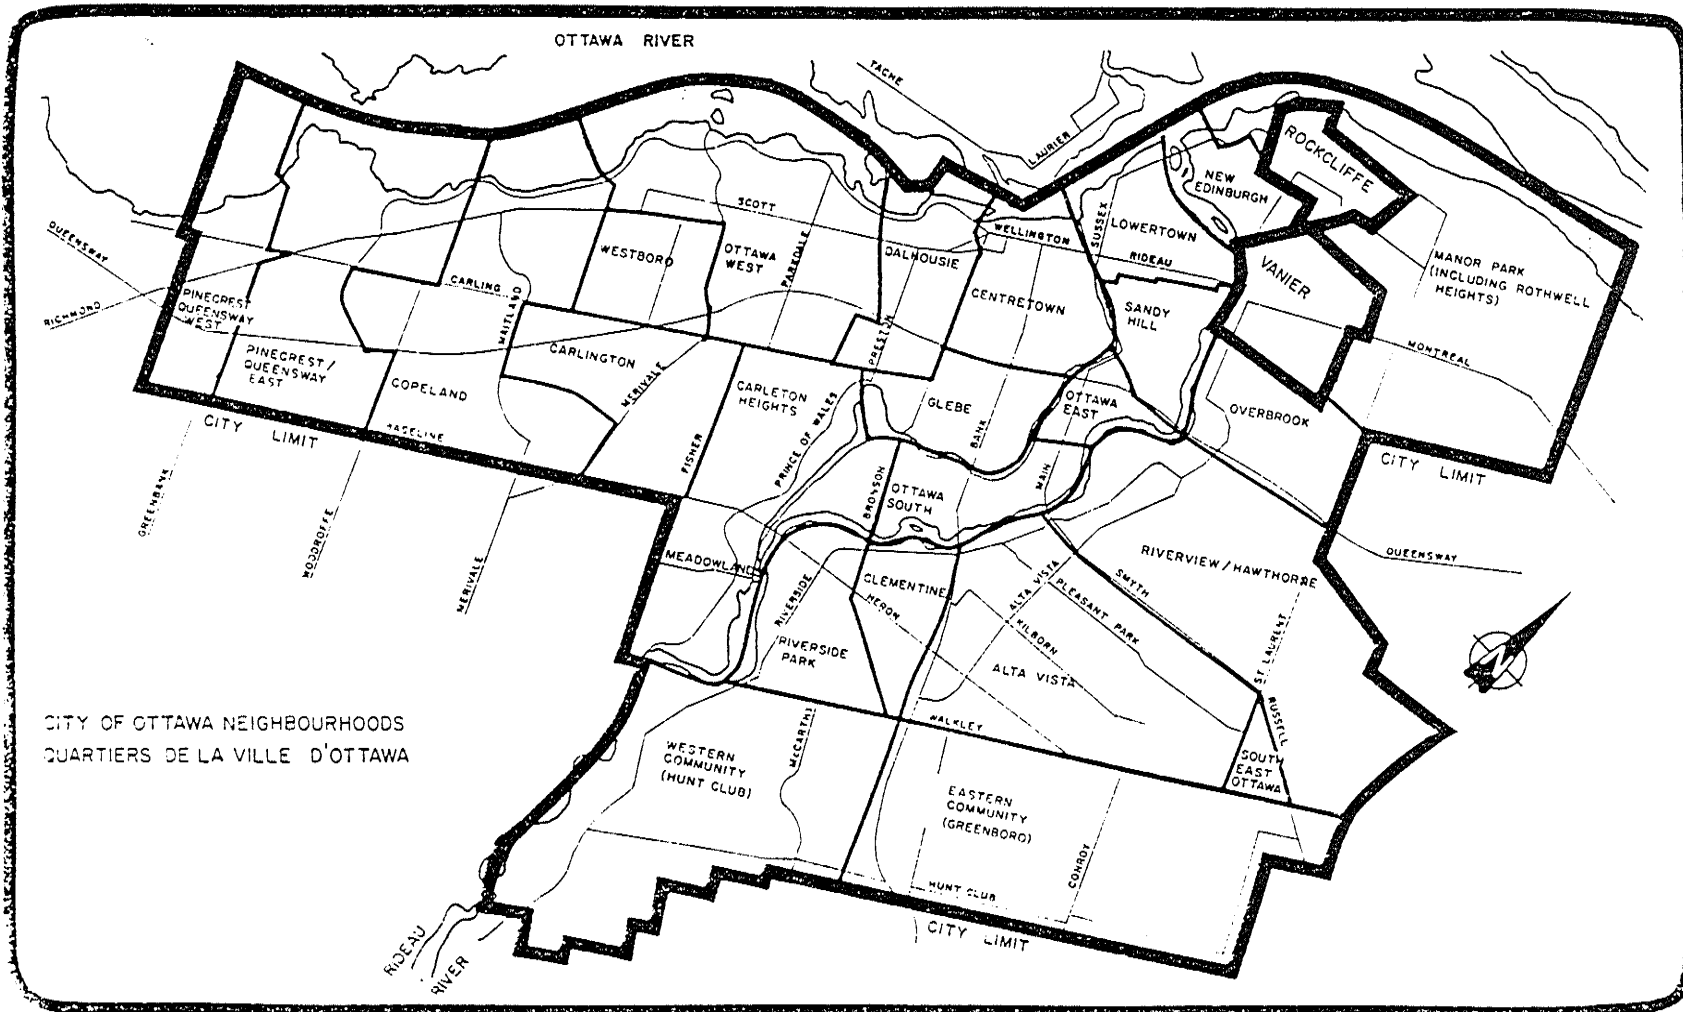 OTTAWA RIVER
TACHE
LAURIER
ROCKCLIFFE
NEW
EDINBURGH
SUSSEX
LOWERTOWN
RIDEAU
WELLINGTON
SCOTT
QUEENSWAY
RICHMOND
WESTBORO
OTTAWA
WEST
PARKDALE
DALHOUSIE
VANIER
MANOR PARK
(INCLUDING ROTHWELL
HEIGHTS)
CARLING
MAITLAND
CENTRETOWN
SANDY
HILL
PINECREST
QUEENSWAY
WEST
PRESTON
MONTREAL
PINECREST/
QUEENSWAY
EAST
CARLINGTON
COPELAND
MERIVALE
CARLETON
HEIGHTS
PRINCE OF WALES
GLEBE
OTTAWA
EAST
OVERBROOK
CITY LIMIT
BASELINE
FISHER
BANK
MAIN
CITY LIMIT
GREENBANK
WOODROFFE
MERIVALE
BRONSON
OTTAWA
SOUTH
MEADOWLAND
RIVERVIEW/HAWTHORNE
QUEENSWAY
CLEMENTINE
HERON
RIVERSIDE
ALTA VISTA
PLEASANT PARK
SMYTH
KILBORN
ST LAURENT
RIVERSIDE
PARK
ALTA VISTA
RUSSELL
N
CITY OF OTTAWA NEIGHBOURHOODS
QUARTIERS DE LA VILLE D'OTTAWA
WALKLEY
MCCARTHY
WESTERN
COMMUNITY
(HUNT CLUB)
SOUTH
EAST
OTTAWA
EASTERN
COMMUNITY
(GREENBORO)
CONROY
HUNT CLUB
CITY LIMIT
RIDEAU
RIVER